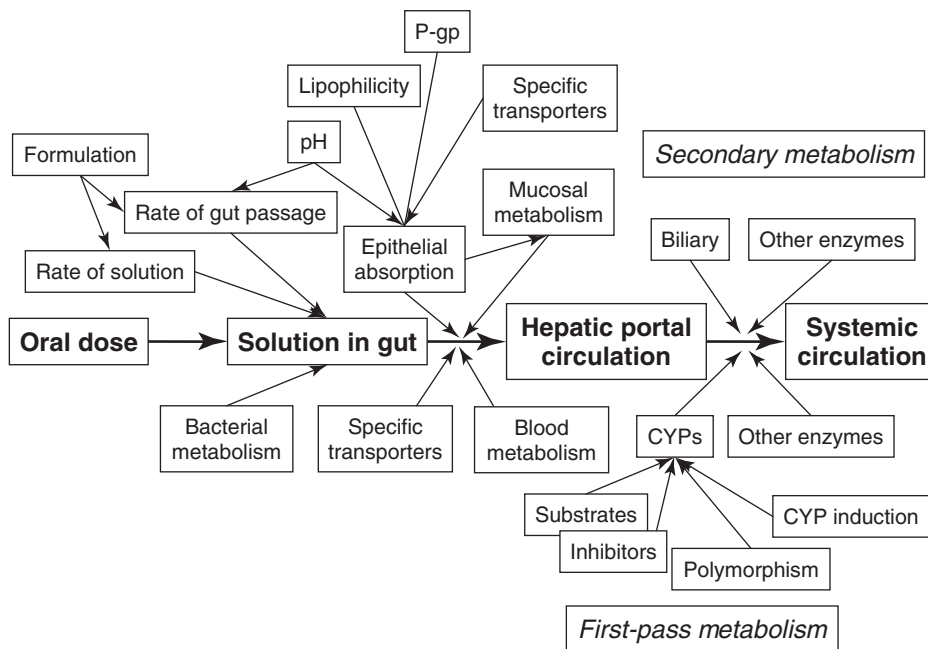 P-gp
Lipophilicity
Specific
transporters
Formulation
pH
Secondary metabolism
Rate of gut passage
Mucosal
metabolism
Epithelial
absorption
Biliary
Other enzymes
Rate of solution
Oral dose
Solution in gut
Hepatic portal
circulation
Systemic
circulation
Bacterial
metabolism
Specific
transporters
Blood
metabolism
CYPs
Other enzymes
Substrates
CYP induction
Inhibitors
Polymorphism
First-pass metabolism